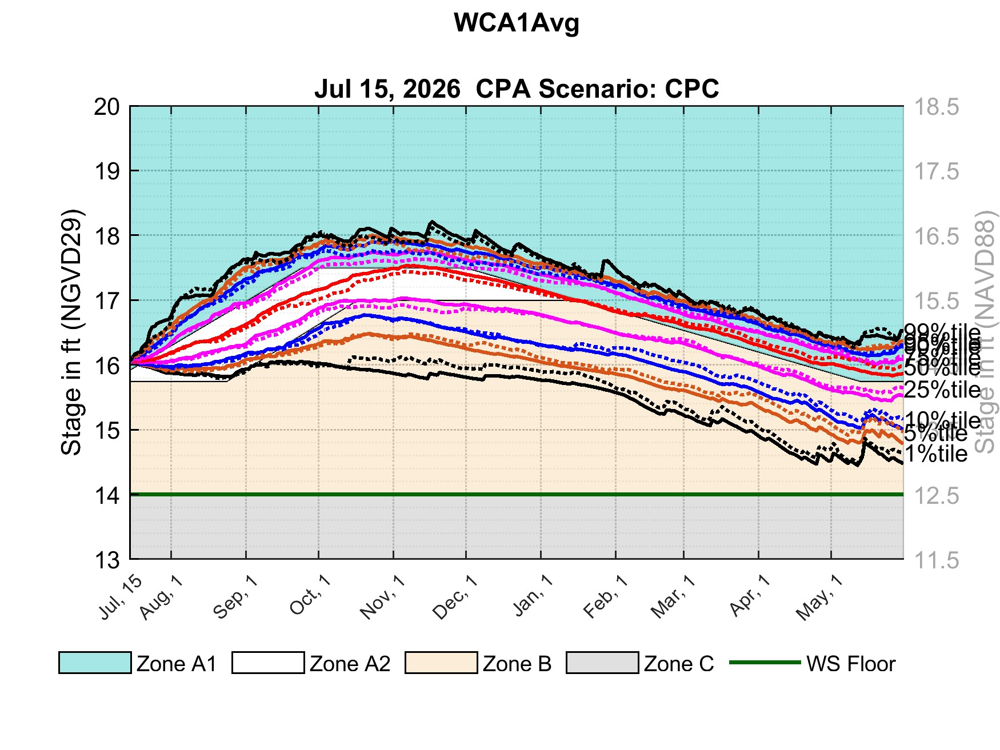 WCA1Avg
Jul 15, 2026 CPA Scenario: CPC
20
19
18
17
16
15
14
13
Stage in ft (NGVD29)
18.5
17.5
16.5
15.5
12.5
11.5
Stage in ft (NAVD88)
99%tile
50%tile
25%tile
10%tile
5%tile
1%tile
Jul, 15
Aug, 1
Sep, 1
Oct, 1
Nov, 1
Dec, 1
Jan, 1
Feb, 1
Mar, 1
Apr, 1
May, 1
Zone A1
Zone A2
Zone B
Zone C
WS Floor